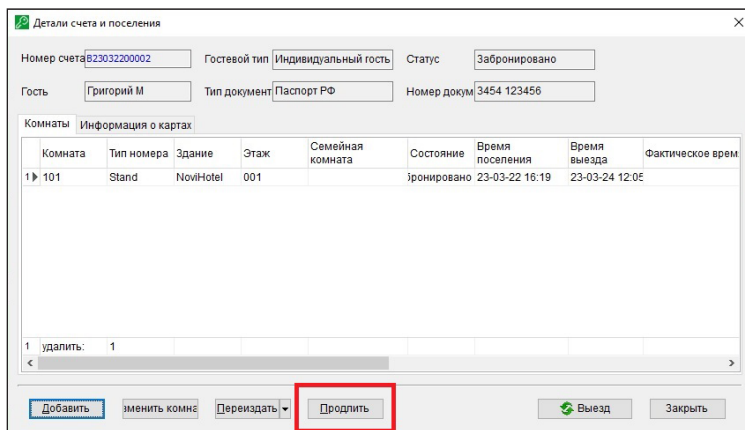 Детали счета и поселения
Номер счета B23032200002 Гостевой тип Индивидуальный гость Статус Забронировано
Гость Григорий М Тип документ Паспорт РФ Номер докум 3454 123456
Комнаты Информация о картах
Комната Тип номера Здание Этаж Семейная комната Состояние Время поселения Время выезда Фактическое врем
1 101 Stand NoviHotel 001 бронировано 23-03-22 16:19 23-03-24 12:05
1 удалить: 1
Добавить зменить комна Переиздать Продлить Выезд Закрыть